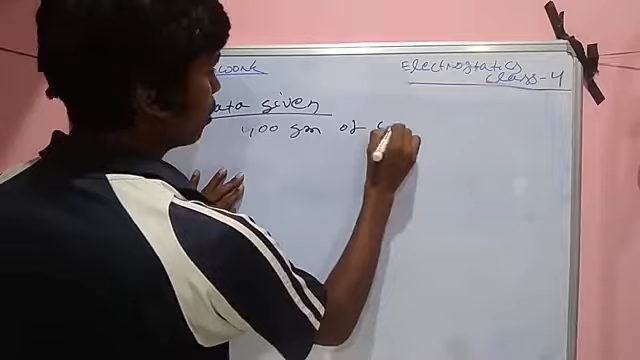 Electrostatics
class-4
ata given
400 gm of